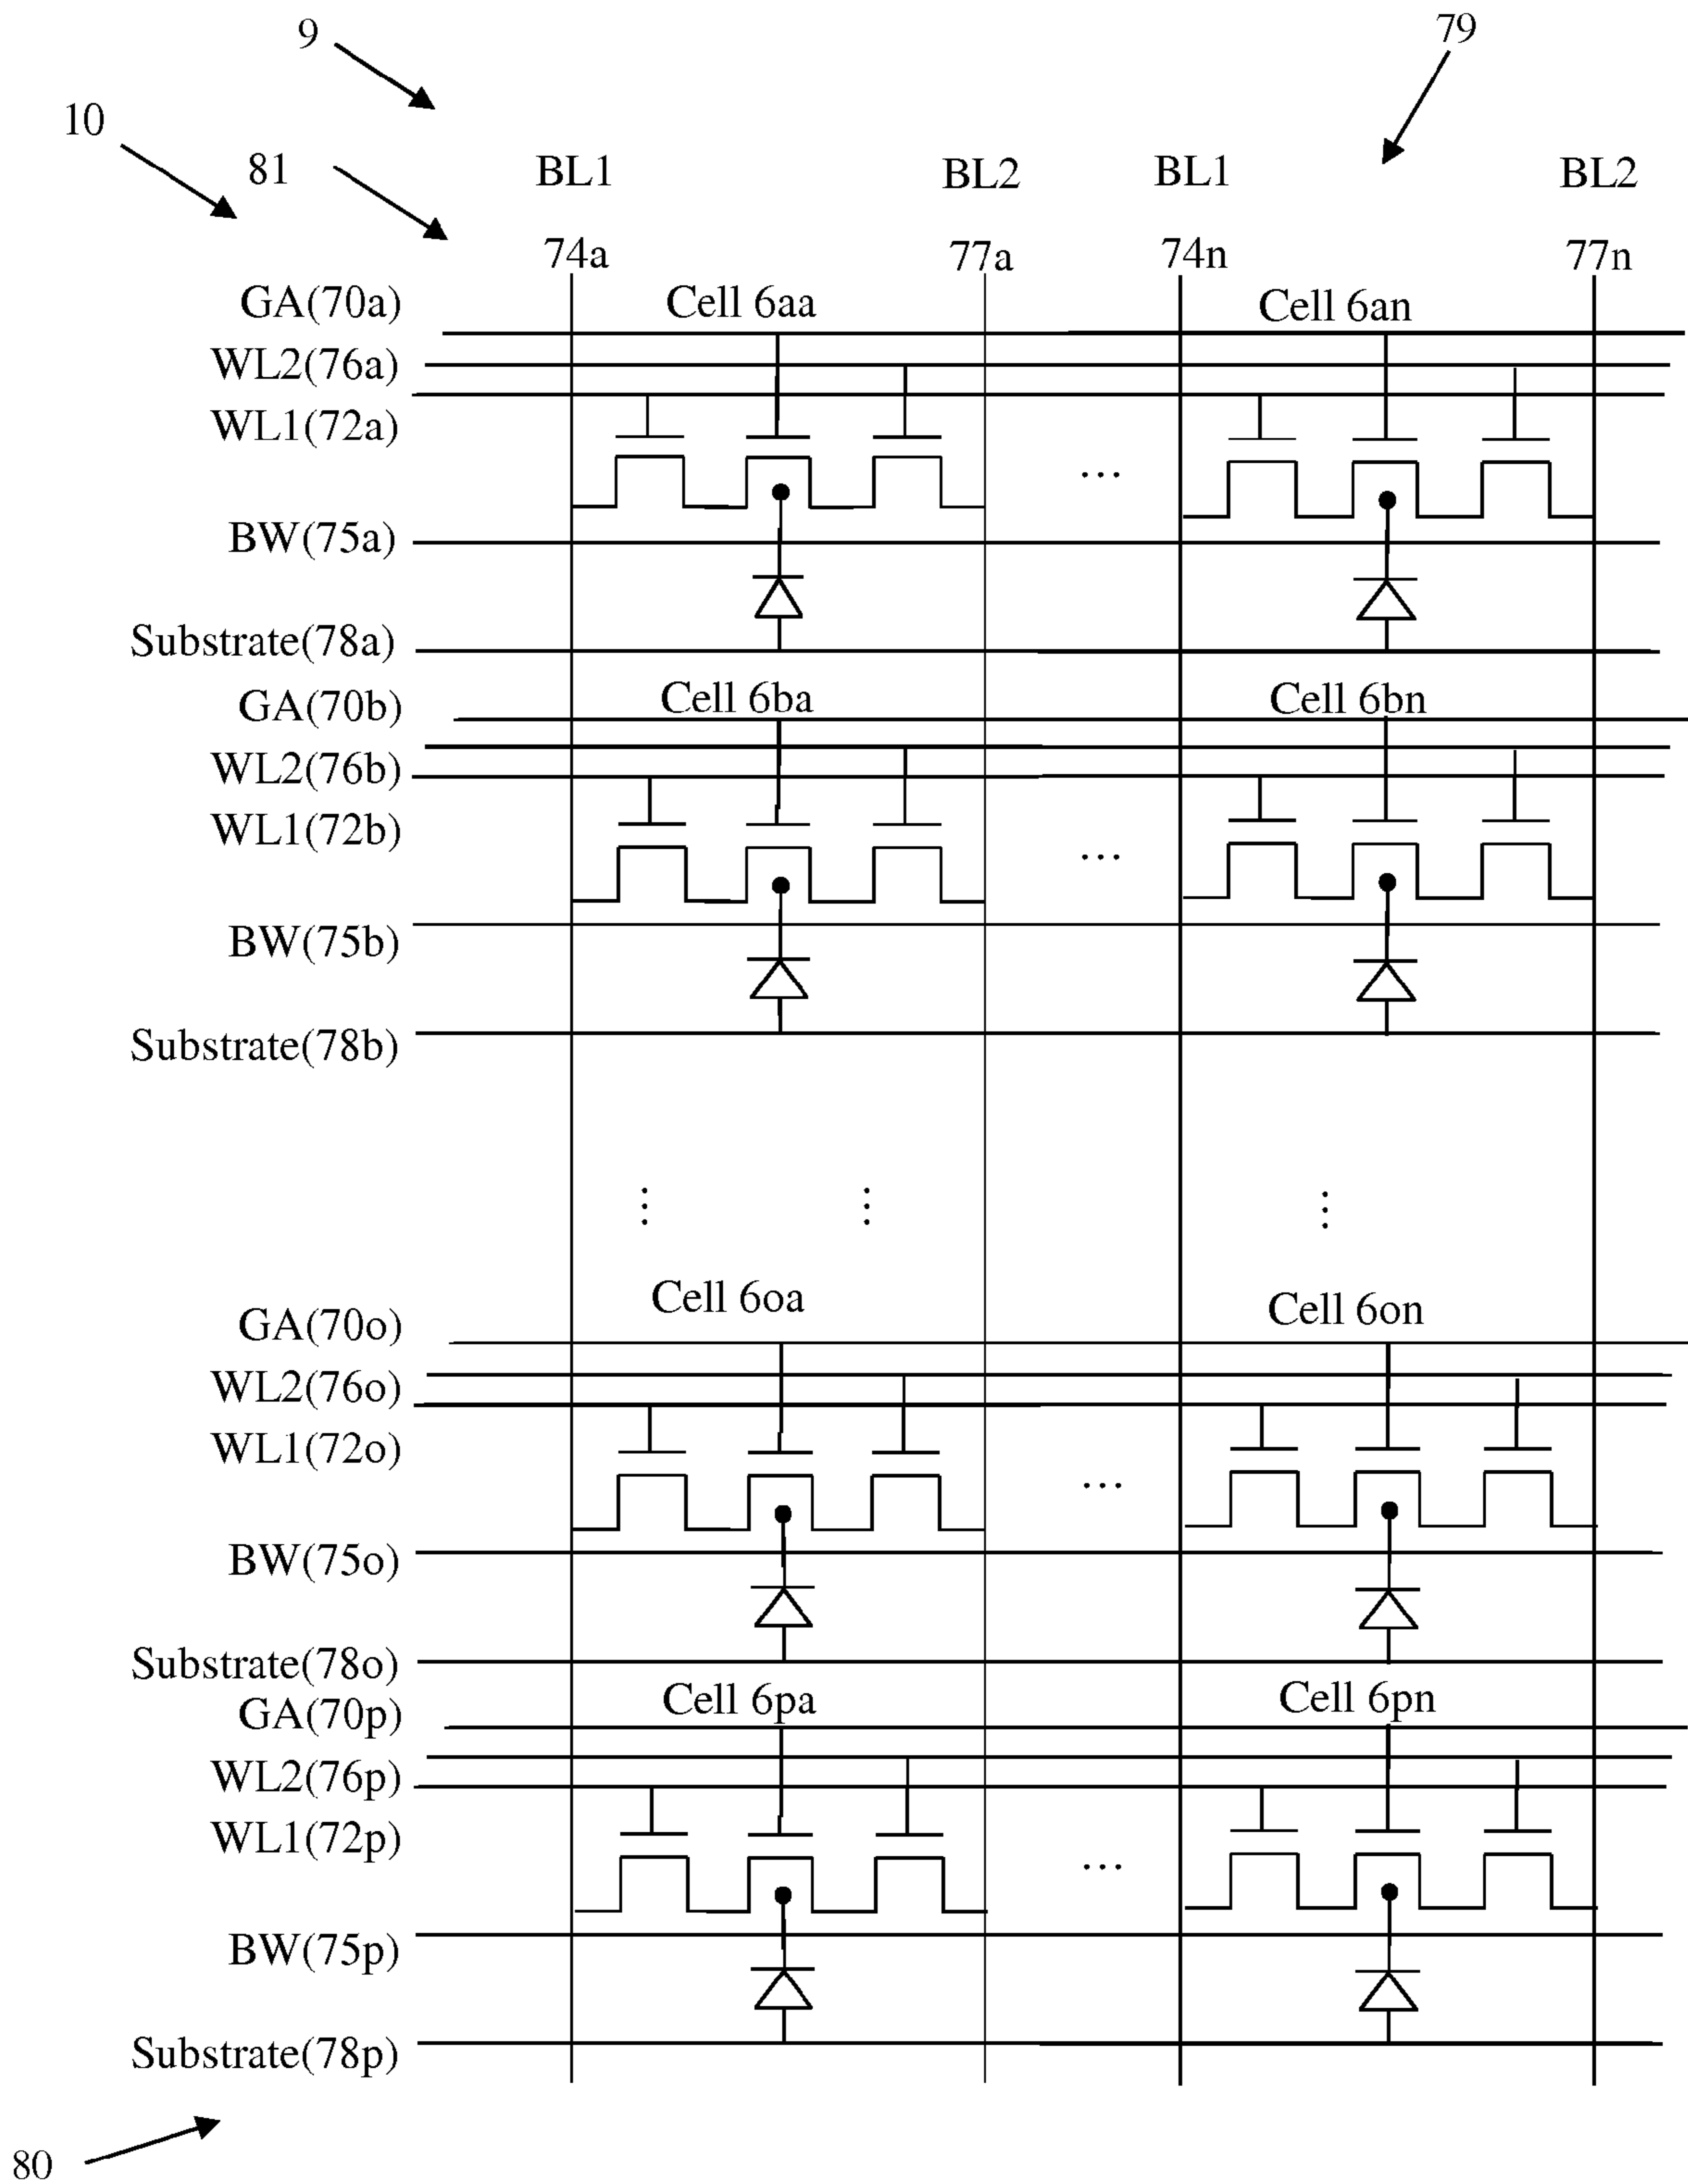 9
79
10
81
BL1
BL2
BL1
BL2
74a
77a
74n
77n
GA(70a)
Cell 6aa
Cell 6an
WL2(76a)
WL1(72a)
...
BW(75a)
Substrate(78a)
GA(70b)
Cell 6ba
Cell 6bn
WL2(76b)
WL1(72b)
...
BW(75b)
Substrate(78b)
GA(70o)
Cell 6oa
Cell 6on
WL2(76o)
WL1(72o)
...
BW(75o)
Substrate(78o)
GA(70p)
Cell 6pa
Cell 6pn
WL2(76p)
WL1(72p)
...
BW(75p)
Substrate(78p)
80